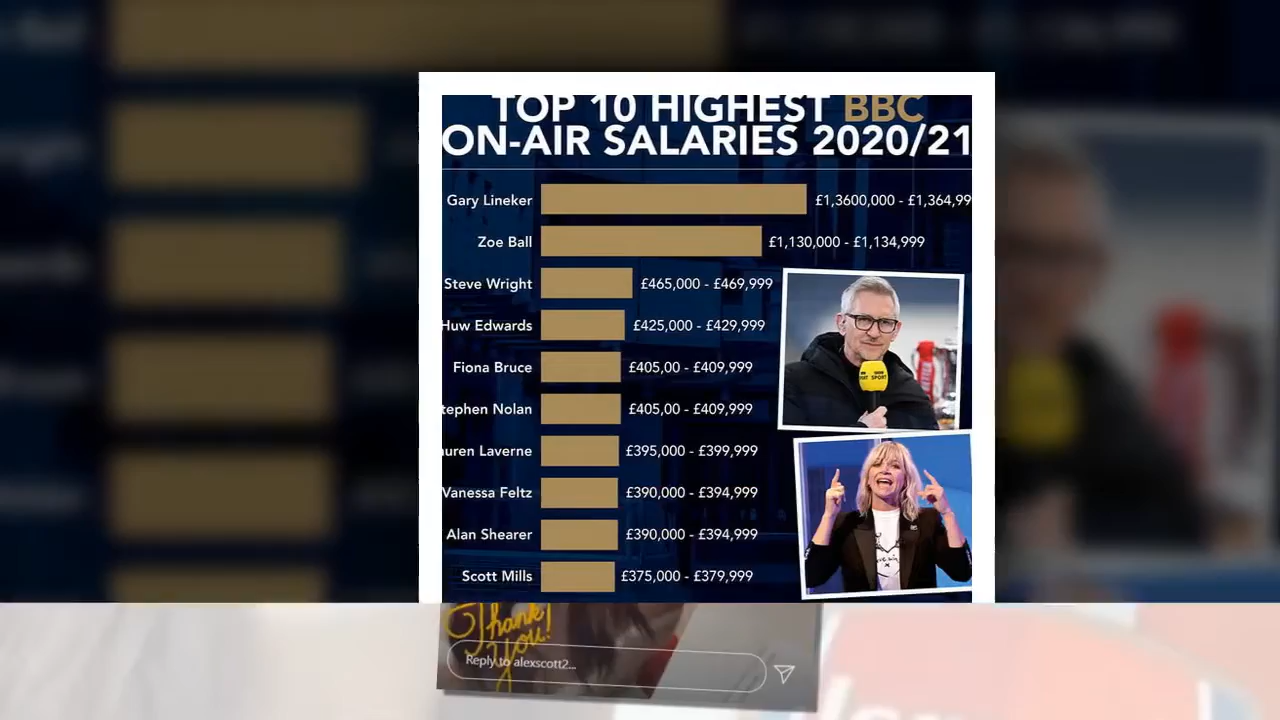 TOP 10 HIGHEST BBC
ON-AIR SALARIES 2020/21
Gary Lineker £1,3600,000 - £1,364,99
Zoe Ball £1,130,000 - £1,134,999
Steve Wright £465,000 - £469,999
Huw Edwards £425,000 - £429,999
Fiona Bruce £405,00 - £409,999
tephen Nolan £405,00 - £409,999
uren Laverne £395,000 - £399,999
Vanessa Feltz £390,000 - £394,999
Alan Shearer £390,000 - £394,999
Scott Mills £375,000 - £379,999
SPORT
Thank
You!
Reply to alexscott2...